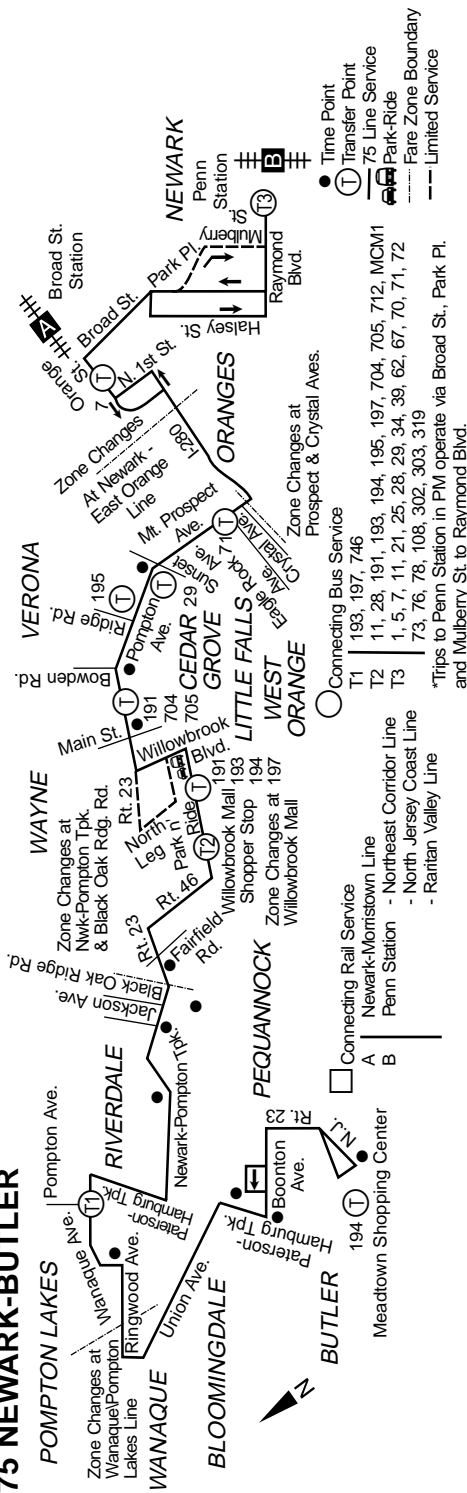 75 NEWARK-BUTLER
POMPTON LAKES
Pompton Ave.
Zone Changes at
Wanaque\Pompton
Lakes Line
WANAQUE
Wanaque Ave.
T1
Ringwood Ave.
RIVERDALE
Paterson-
Hamburg Tpk.
Union Ave.
BLOOMINGDALE
Paterson-
Hamburg Tpk.
Boonton
Ave.
BUTLER
Rt. 23
N.J.
194 T
Meadtown Shopping Center
N
PEQUANNOCK
Newark-Pompton Tpk.
Jackson Ave.
Black Oak Ridge Rd.
Rt. 23
Fairfield
Rd.
Rt. 46
WAYNE
Zone Changes at
Nwk-Pompton Tpk.
& Black Oak Rdg. Rd.
Rt. 23
North-
Leg
Park n
Ride
T2
T
191
193
194
197
Willowbrook Mall
Shopper Stop
Zone Changes at
Willowbrook Mall
Willowbrook
Blvd.
Main St.
T
191
704
705
LITTLE FALLS
Bowden Rd.
VERONA
Ridge Rd.
195
T
Pompton
Ave.
CEDAR
GROVE
T
29
Sunset
Ave.
WEST
ORANGE
Mt. Prospect
Ave.
T
71
Eagle Rock
Ave.
Crystal Ave.
Zone Changes at
Prospect & Crystal Aves.
ORANGES
I-280
Zone Changes
At Newark -
East Orange
Line
N. 1st St.
7
T
Orange
St.
A
Broad St.
Station
Broad St.
Park Pl.
Halsey St.
Mulberry
St.
Raymond
Blvd.
T3
NEWARK
Penn
Station
B
Connecting Rail Service
A Newark-Morristown Line
B Penn Station - Northeast Corridor Line
- North Jersey Coast Line
- Raritan Valley Line
Connecting Bus Service
T1 193, 197, 746
T2 11, 28, 191, 193, 194, 195, 197, 704, 705, 712, MCM1
T3 1, 5, 7, 11, 21, 25, 28, 29, 34, 39, 62, 67, 70, 71, 72
73, 76, 78, 108, 302, 303, 319
*Trips to Penn Station in PM operate via Broad St., Park Pl.
and Mulberry St. to Raymond Blvd.
Time Point
T Transfer Point
75 Line Service
Park-Ride
Fare Zone Boundary
Limited Service